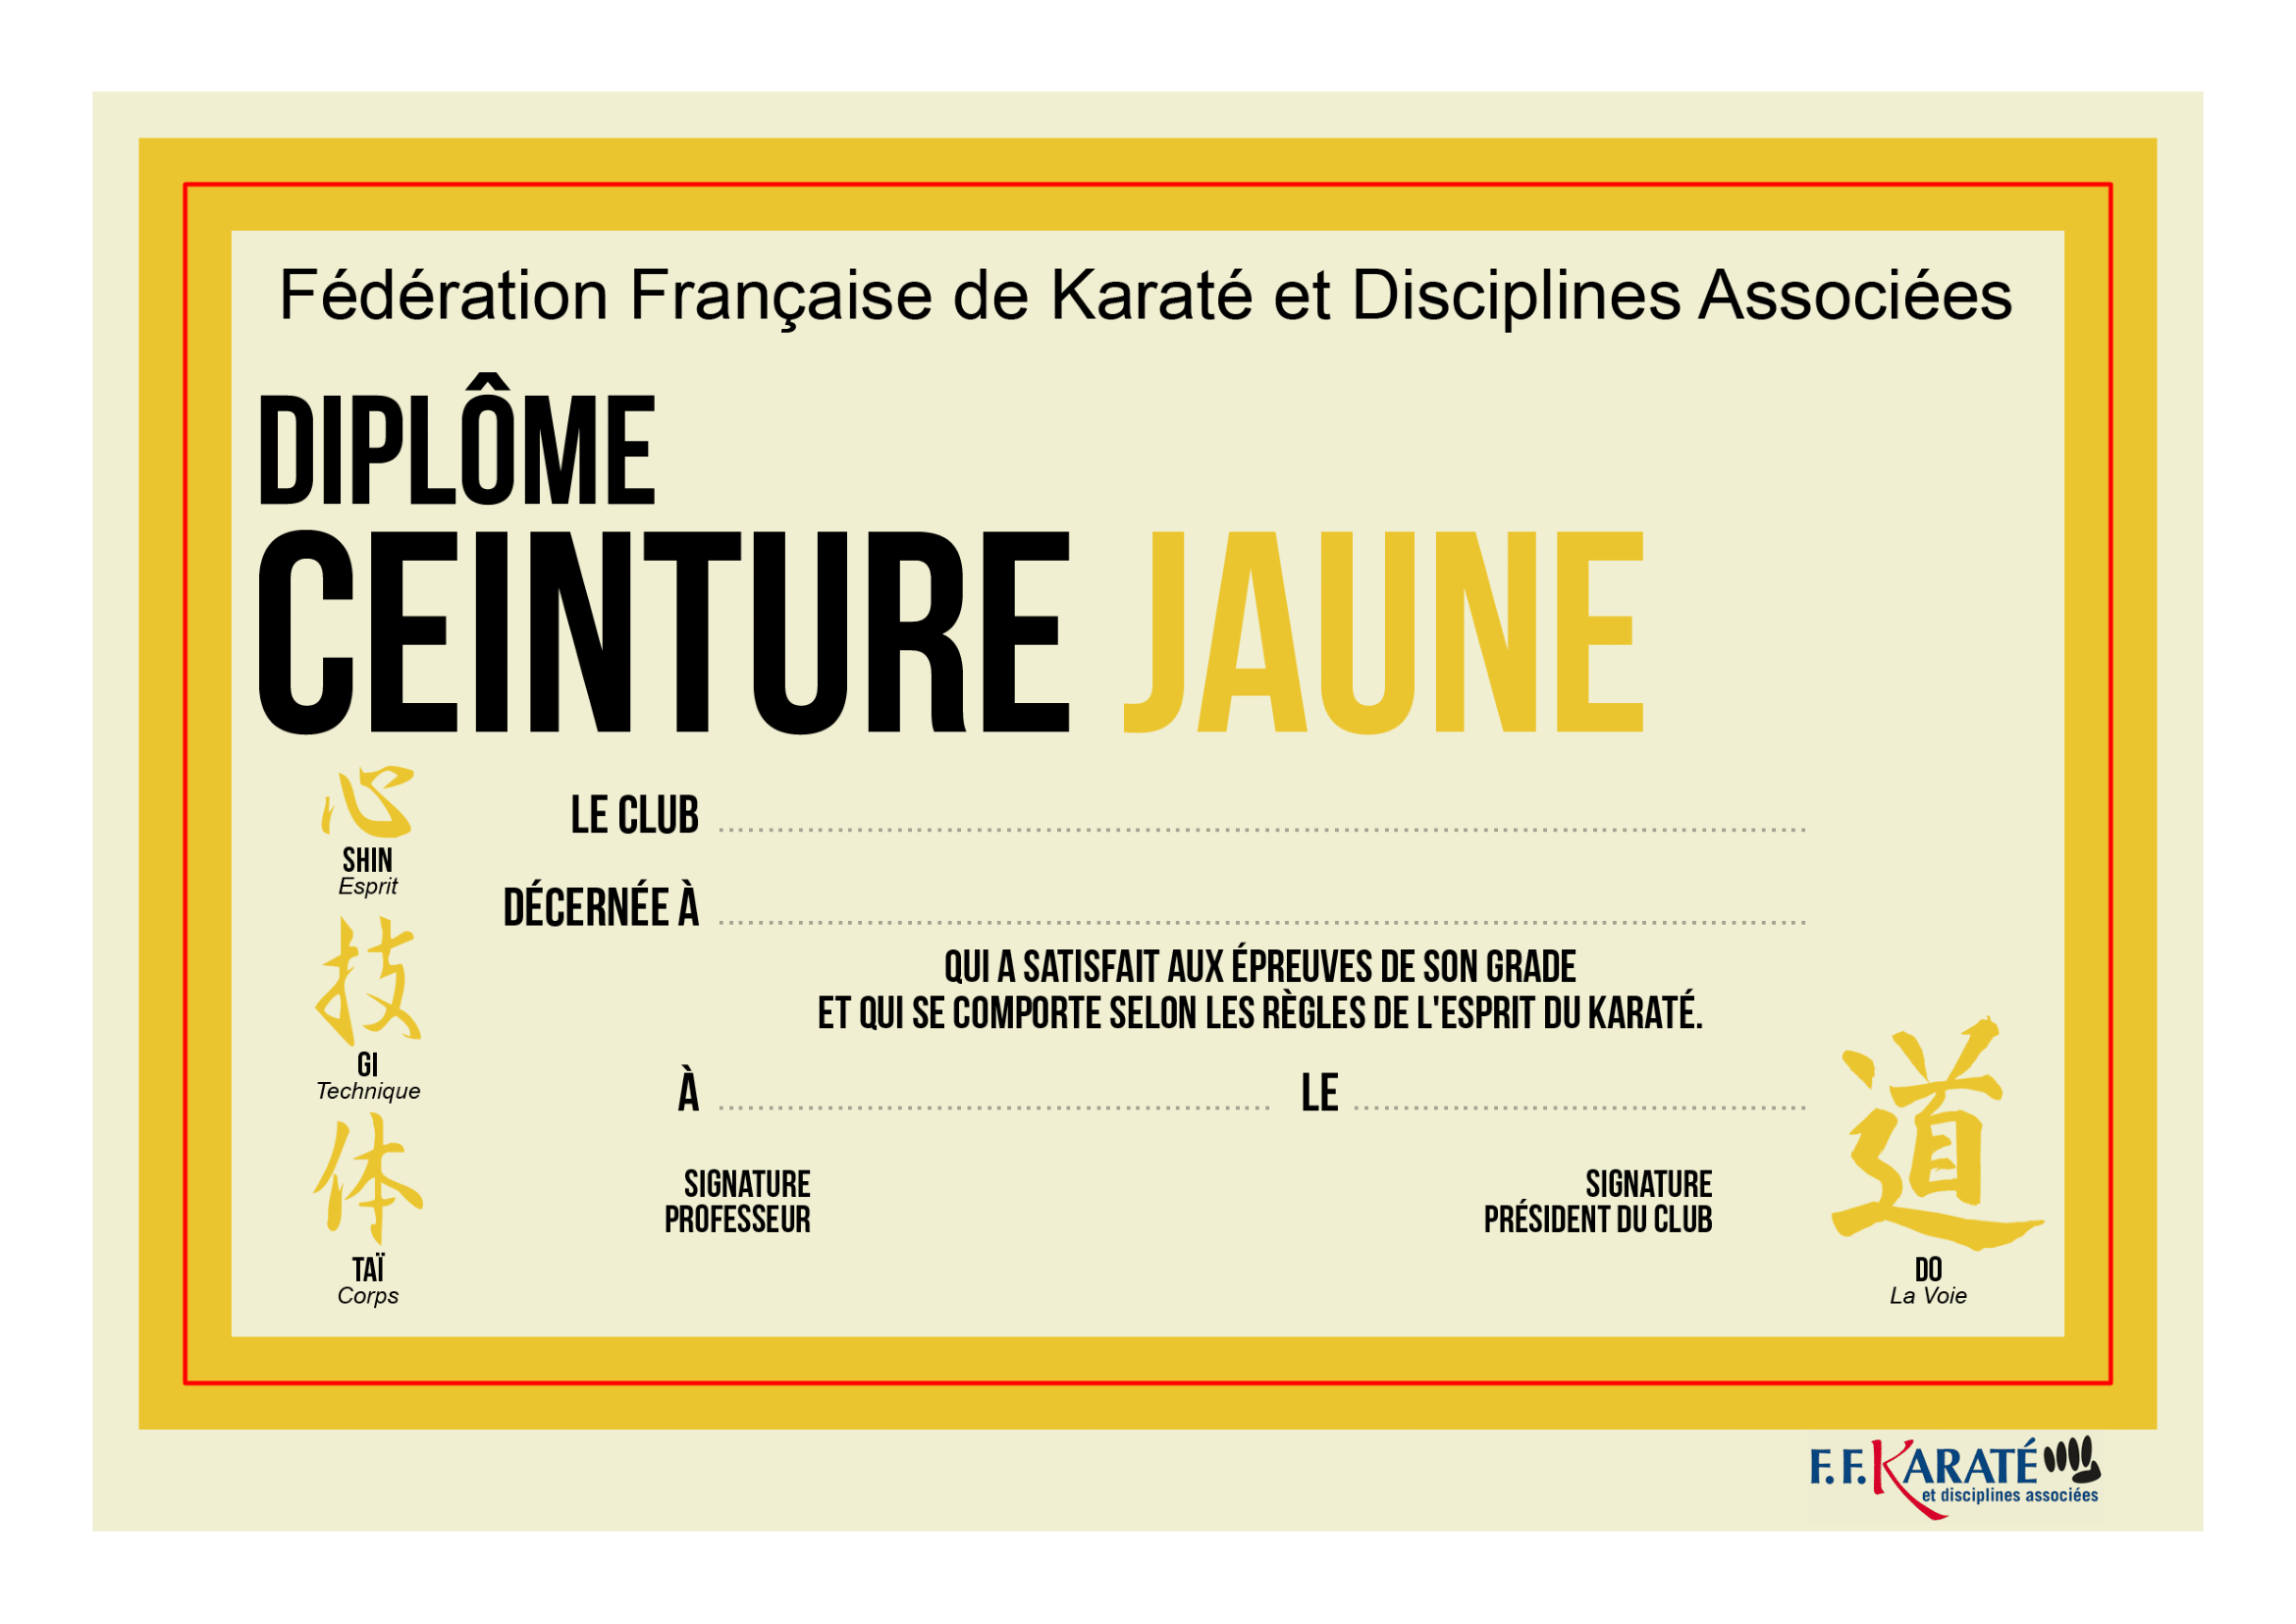 Fédération Française de Karaté et Disciplines Associées
DIPLÔME
CEINTURE JAUNE
心
SHIN
Esprit
技
GI
Technique
体
TAÏ
Corps
LE CLUB
DÉCERNÉE À
QUI A SATISFAIT AUX ÉPREUVES DE SON GRADE
ET QUI SE COMPORTE SELON LES RÈGLES DE L'ESPRIT DU KARATÉ.
À LE
SIGNATURE
PROFESSEUR
SIGNATURE
PRÉSIDENT DU CLUB
道
DO
La Voie
F.F.KARATÉ
et disciplines associées